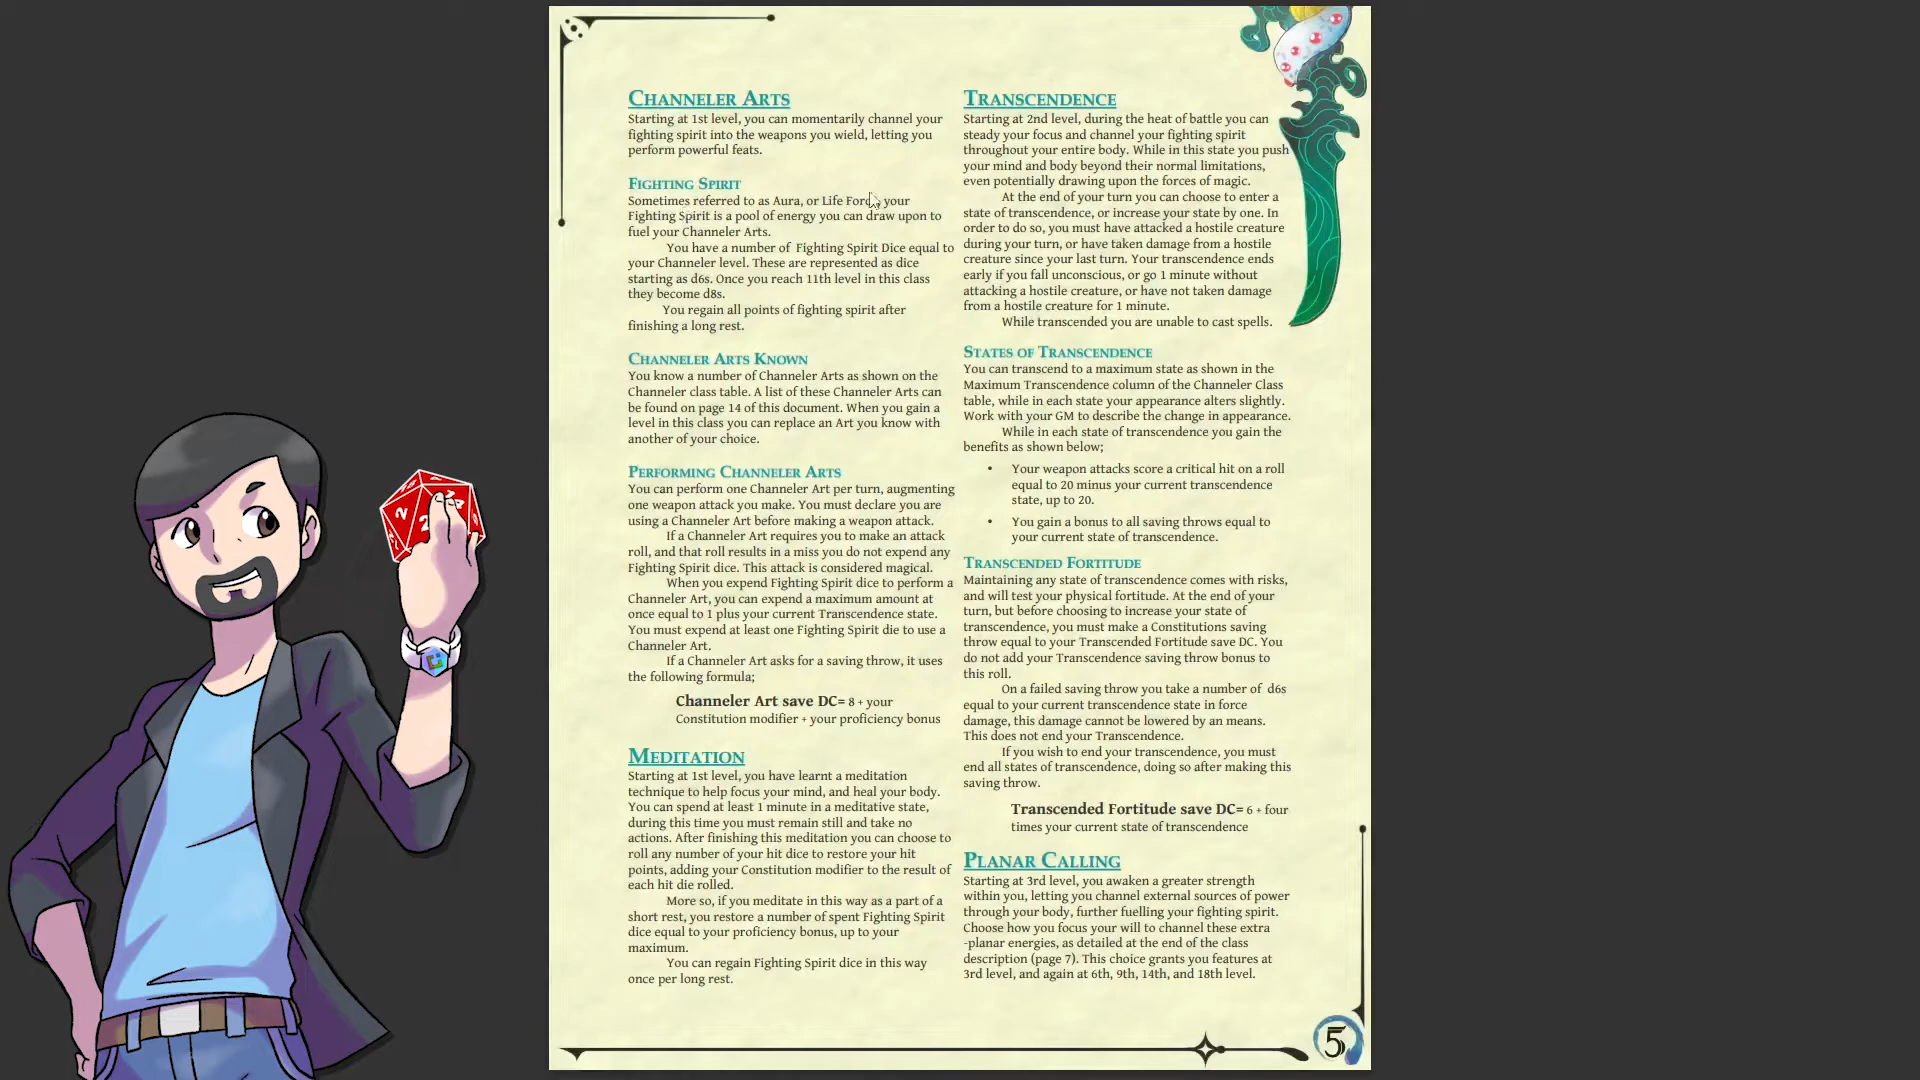 Channeler Arts
Starting at 1st level, you can momentarily channel your
fighting spirit into the weapons you wield, letting you
perform powerful feats.
Fighting Spirit
Sometimes referred to as Aura, or Life Force, your
Fighting Spirit is a pool of energy you can draw upon to
fuel your Channeler Arts.
You have a number of Fighting Spirit Dice equal to
your Channeler level. These are represented as dice
starting as d6s. Once you reach 11th level in this class
they become d8s.
You regain all points of fighting spirit after
finishing a long rest.
Channeler Arts Known
You know a number of Channeler Arts as shown on the
Channeler class table. A list of these Channeler Arts can
be found on page 14 of this document. When you gain a
level in this class you can replace an Art you know with
another of your choice.
Performing Channeler Arts
You can perform one Channeler Art per turn, augmenting
one weapon attack you make. You must declare you are
using a Channeler Art before making a weapon attack.
If a Channeler Art requires you to make an attack
roll, and that roll results in a miss you do not expend any
Fighting Spirit dice. This attack is considered magical.
When you expend Fighting Spirit dice to perform a
Channeler Art, you can expend a maximum amount at
once equal to 1 plus your current Transcendence state.
You must expend at least one Fighting Spirit die to use a
Channeler Art.
If a Channeler Art asks for a saving throw, it uses
the following formula;
Channeler Art save DC= 8 + your
Constitution modifier + your proficiency bonus
Meditation
Starting at 1st level, you have learnt a meditation
technique to help focus your mind, and heal your body.
You can spend at least 1 minute in a meditative state,
during this time you must remain still and take no
actions. After finishing this meditation you can choose to
roll any number of your hit dice to restore your hit
points, adding your Constitution modifier to the result of
each hit die rolled.
More so, if you meditate in this way as a part of a
short rest, you restore a number of spent Fighting Spirit
dice equal to your proficiency bonus, up to your
maximum.
You can regain Fighting Spirit dice in this way
once per long rest.
Transcendence
Starting at 2nd level, during the heat of battle you can
steady your focus and channel your fighting spirit
throughout your entire body. While in this state you push
your mind and body beyond their normal limitations,
even potentially drawing upon the forces of magic.
At the end of your turn you can choose to enter a
state of transcendence, or increase your state by one. In
order to do so, you must have attacked a hostile creature
during your turn, or have taken damage from a hostile
creature since your last turn. Your transcendence ends
early if you fall unconscious, or go 1 minute without
attacking a hostile creature, or have not taken damage
from a hostile creature for 1 minute.
While transcended you are unable to cast spells.
States of Transcendence
You can transcend to a maximum state as shown in the
Maximum Transcendence column of the Channeler Class
table, while in each state your appearance alters slightly.
Work with your GM to describe the change in appearance.
While in each state of transcendence you gain the
benefits as shown below;
• Your weapon attacks score a critical hit on a roll
equal to 20 minus your current transcendence
state, up to 20.
• You gain a bonus to all saving throws equal to
your current state of transcendence.
Transcended Fortitude
Maintaining any state of transcendence comes with risks,
and will test your physical fortitude. At the end of your
turn, but before choosing to increase your state of
transcendence, you must make a Constitutions saving
throw equal to your Transcended Fortitude save DC. You
do not add your Transcendence saving throw bonus to
this roll.
On a failed saving throw you take a number of d6s
equal to your current transcendence state in force
damage, this damage cannot be lowered by an means.
This does not end your Transcendence.
If you wish to end your transcendence, you must
end all states of transcendence, doing so after making this
saving throw.
Transcended Fortitude save DC= 6 + four
times your current state of transcendence
Planar Calling
Starting at 3rd level, you awaken a greater strength
within you, letting you channel external sources of power
through your body, further fuelling your fighting spirit.
Choose how you focus your will to channel these extra
-planar energies, as detailed at the end of the class
description (page 7). This choice grants you features at
3rd level, and again at 6th, 9th, 14th, and 18th level.
5